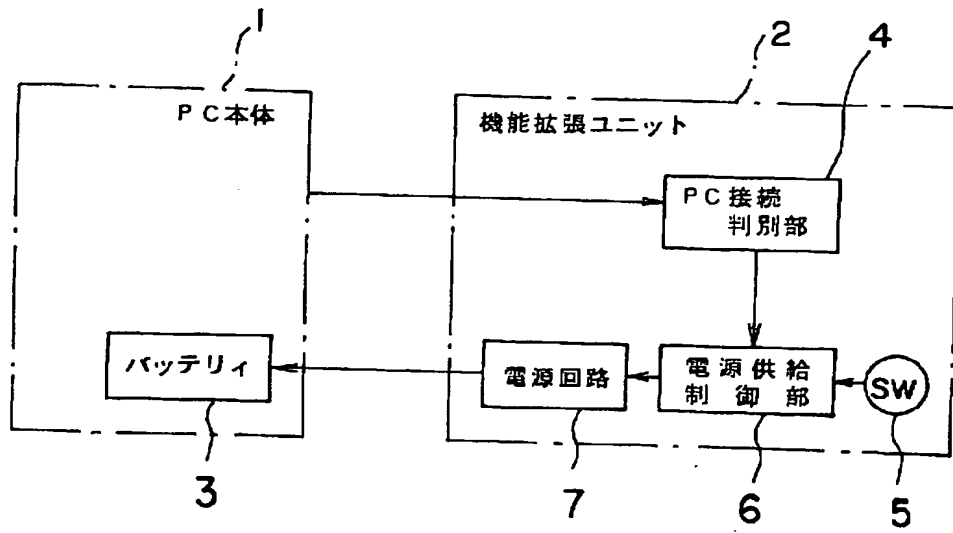 1
2
4
PC本体
機能拡張ユニット
PC接続
判別部
バッテリィ
電源回路
電源供給
制御部
SW
3
7
6
5